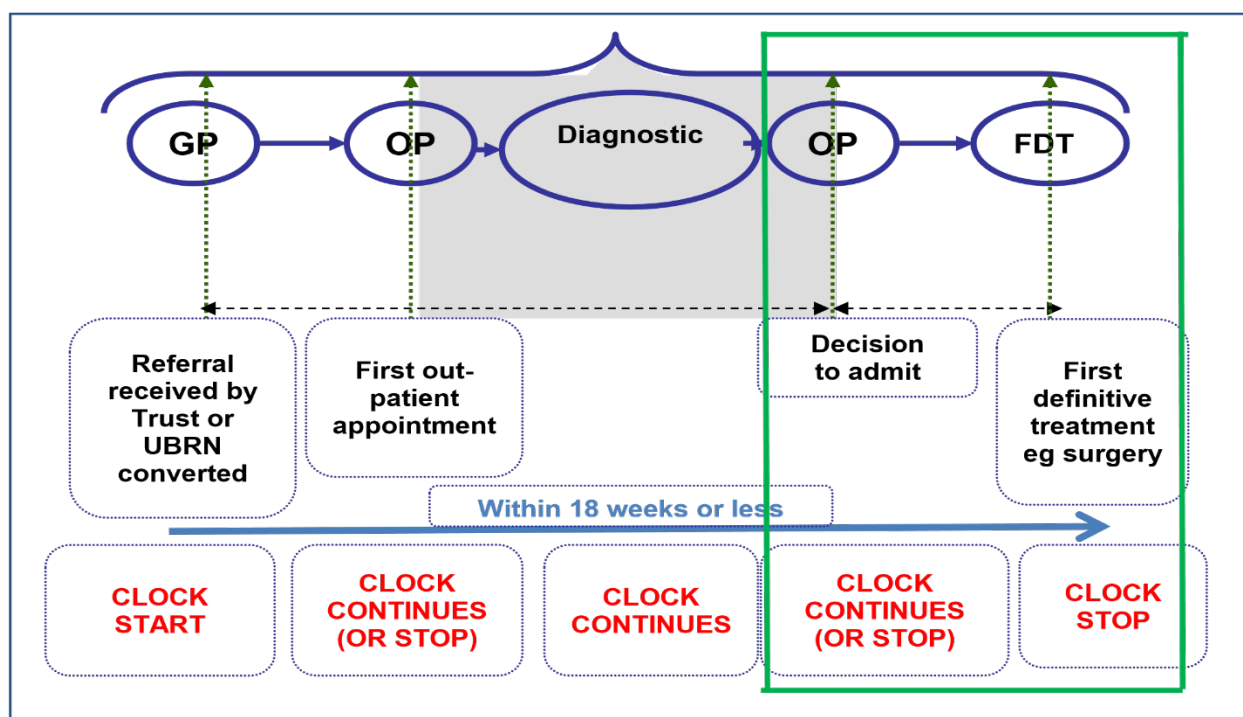 GP
OP
Diagnostic
OP
FDT
Referral
received by
Trust or
UBRN
converted
First out-
patient
appointment
Decision
to admit
First
definitive
treatment
eg surgery
Within 18 weeks or less
CLOCK
START
CLOCK
CONTINUES
(OR STOP)
CLOCK
CONTINUES
CLOCK
CONTINUES
(OR STOP)
CLOCK
STOP